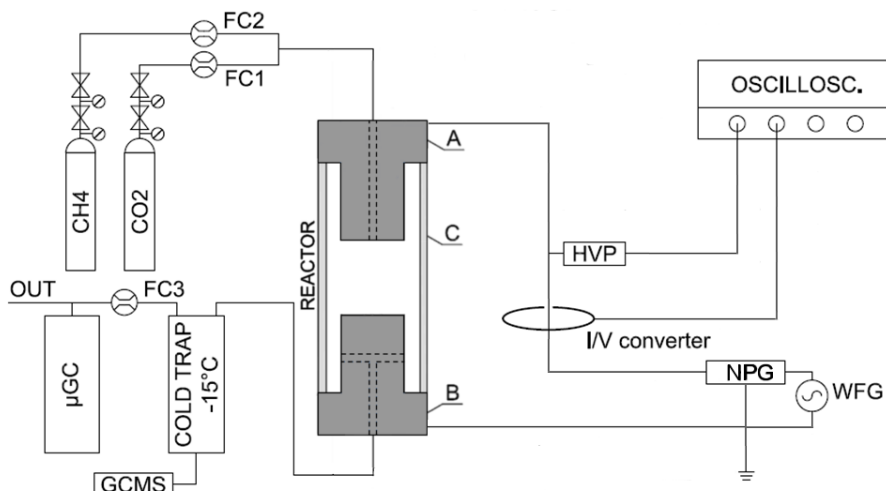 FC2
FC1
CH4
CO2
REACTOR
A
C
B
OSCILLOSC.
HVP
I/V converter
NPG
WFG
OUT
FC3
µGC
COLD TRAP
-15°C
GCMS